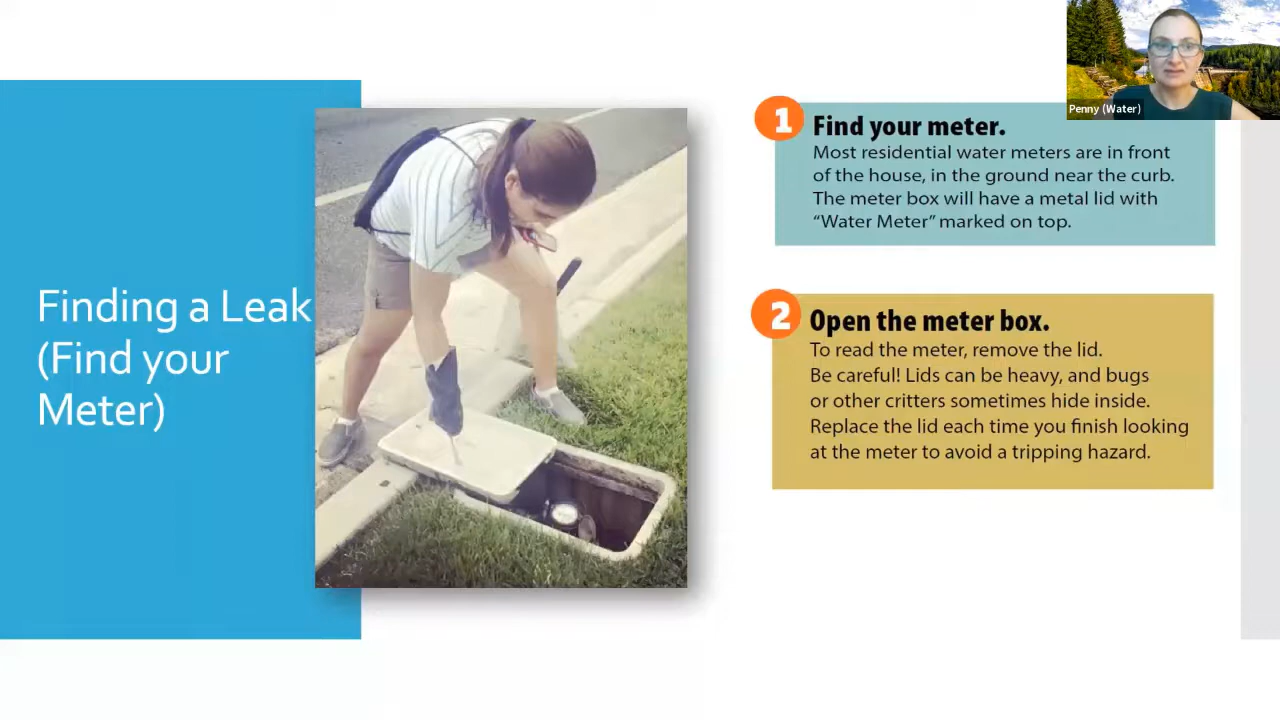 Finding a Leak
(Find your
Meter)
1
Find your meter.
Most residential water meters are in front
of the house, in the ground near the curb.
The meter box will have a metal lid with
“Water Meter” marked on top.
2
Open the meter box.
To read the meter, remove the lid.
Be careful! Lids can be heavy, and bugs
or other critters sometimes hide inside.
Replace the lid each time you finish looking
at the meter to avoid a tripping hazard.
Penny (Water)